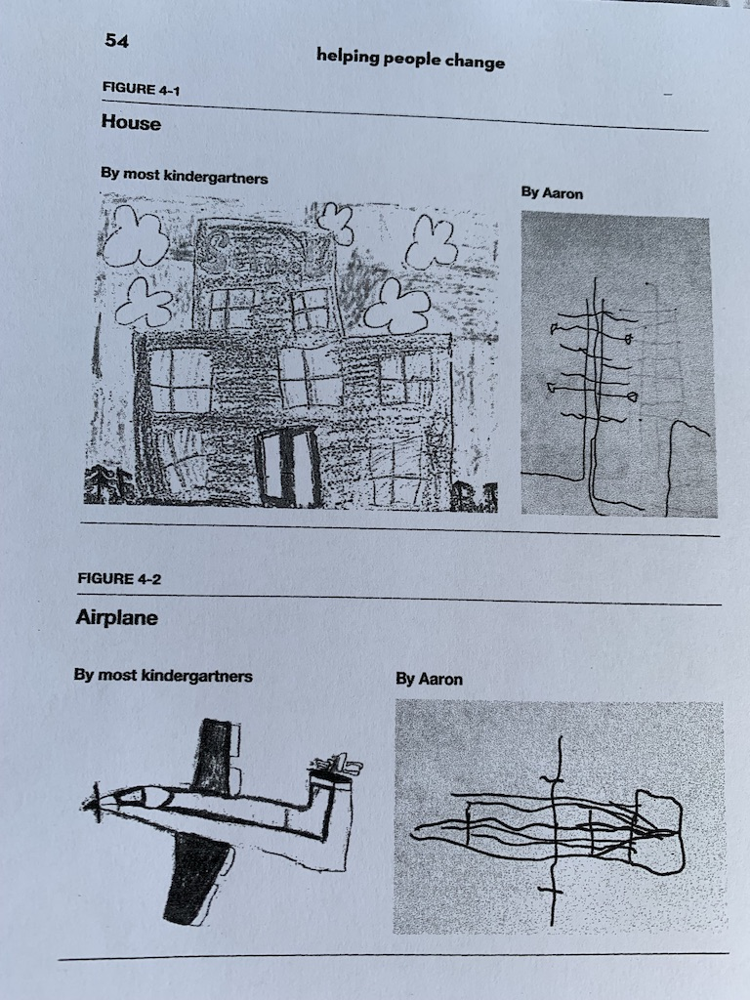 54
helping people change
FIGURE 4-1
House
By most kindergartners
By Aaron
FIGURE 4-2
Airplane
By most kindergartners
By Aaron